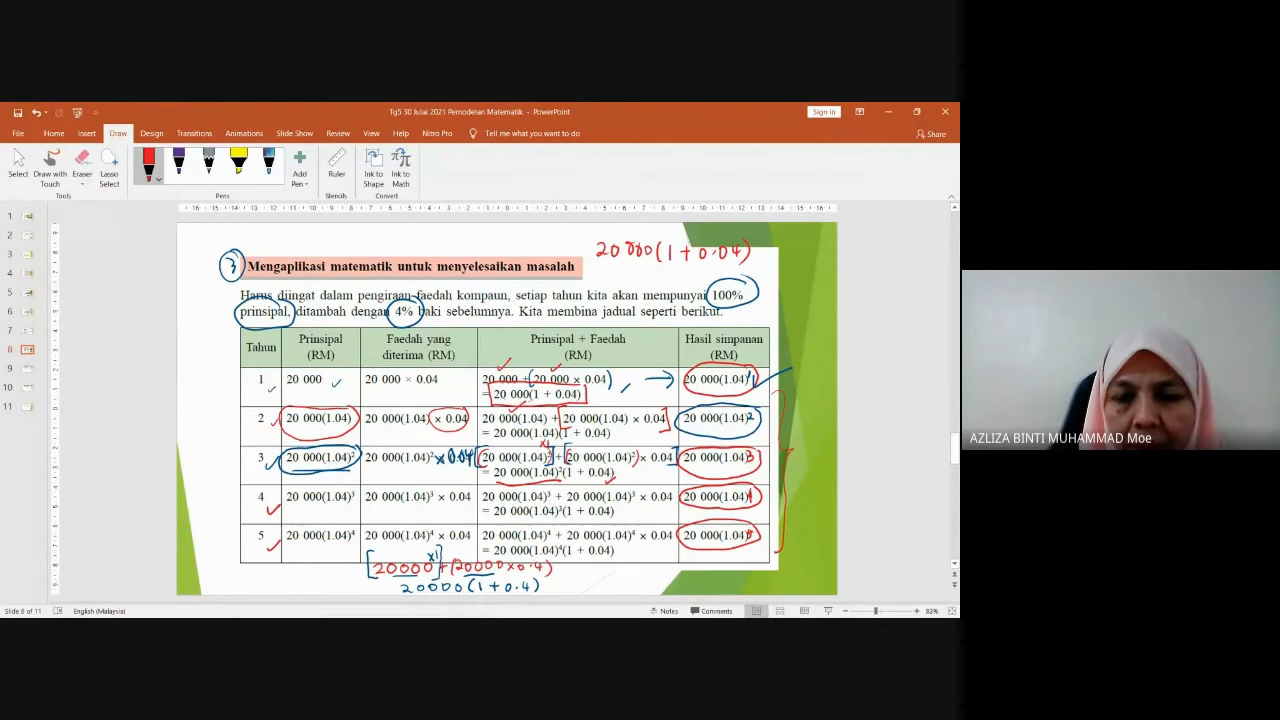 Tg5 30 Julai 2021 Pemodelan Matematik - PowerPoint
Sign in
File Home Insert Draw Design Transitions Animations Slide Show Review View Help Nitro Pro Tell me what you want to do
Share
Select
Draw with Touch
Eraser
Lasso Select
Add Pen
Ruler
Ink to Shape
Ink to Math
Tools
Pens
Stencils
Convert
1
2
3
4
5
6
7
8
9
10
11
20 000(1 + 0.04)
3 Mengaplikasi matematik untuk menyelesaikan masalah
Harus diingat dalam pengiraan faedah kompaun, setiap tahun kita akan mempunyai 100%
prinsipal, ditambah dengan 4% baki sebelumnya. Kita membina jadual seperti berikut.
Tahun
Prinsipal (RM)
Faedah yang diterima (RM)
Prinsipal + Faedah (RM)
Hasil simpanan (RM)
1
20 000
20 000 × 0.04
20 000 + (20 000 × 0.04)
= 20 000(1 + 0.04)
20 000(1.04)1
2
20 000(1.04)
20 000(1.04) × 0.04
20 000(1.04) + [20 000(1.04) × 0.04]
= 20 000(1.04)(1 + 0.04)
20 000(1.04)²
3
20 000(1.04)²
20 000(1.04)² × 0.04
[20 000(1.04)²] + [20 000(1.04)²) × 0.04]
x1
= 20 000(1.04)²(1 + 0.04)
20 000(1.04)³
4
20 000(1.04)³
20 000(1.04)³ × 0.04
20 000(1.04)³ + 20 000(1.04)³ × 0.04
= 20 000(1.04)³(1 + 0.04)
20 000(1.04)⁴
5
20 000(1.04)⁴
20 000(1.04)⁴ × 0.04
20 000(1.04)⁴ + 20 000(1.04)⁴ × 0.04
= 20 000(1.04)⁴(1 + 0.04)
20 000(1.04)⁵
[20000 x1] + (20000 x 0.4)
20000 (1 + 0.4)
Slide 8 of 11
English (Malaysia)
Notes
Comments
83%
AZLIZA BINTI MUHAMMAD Moe